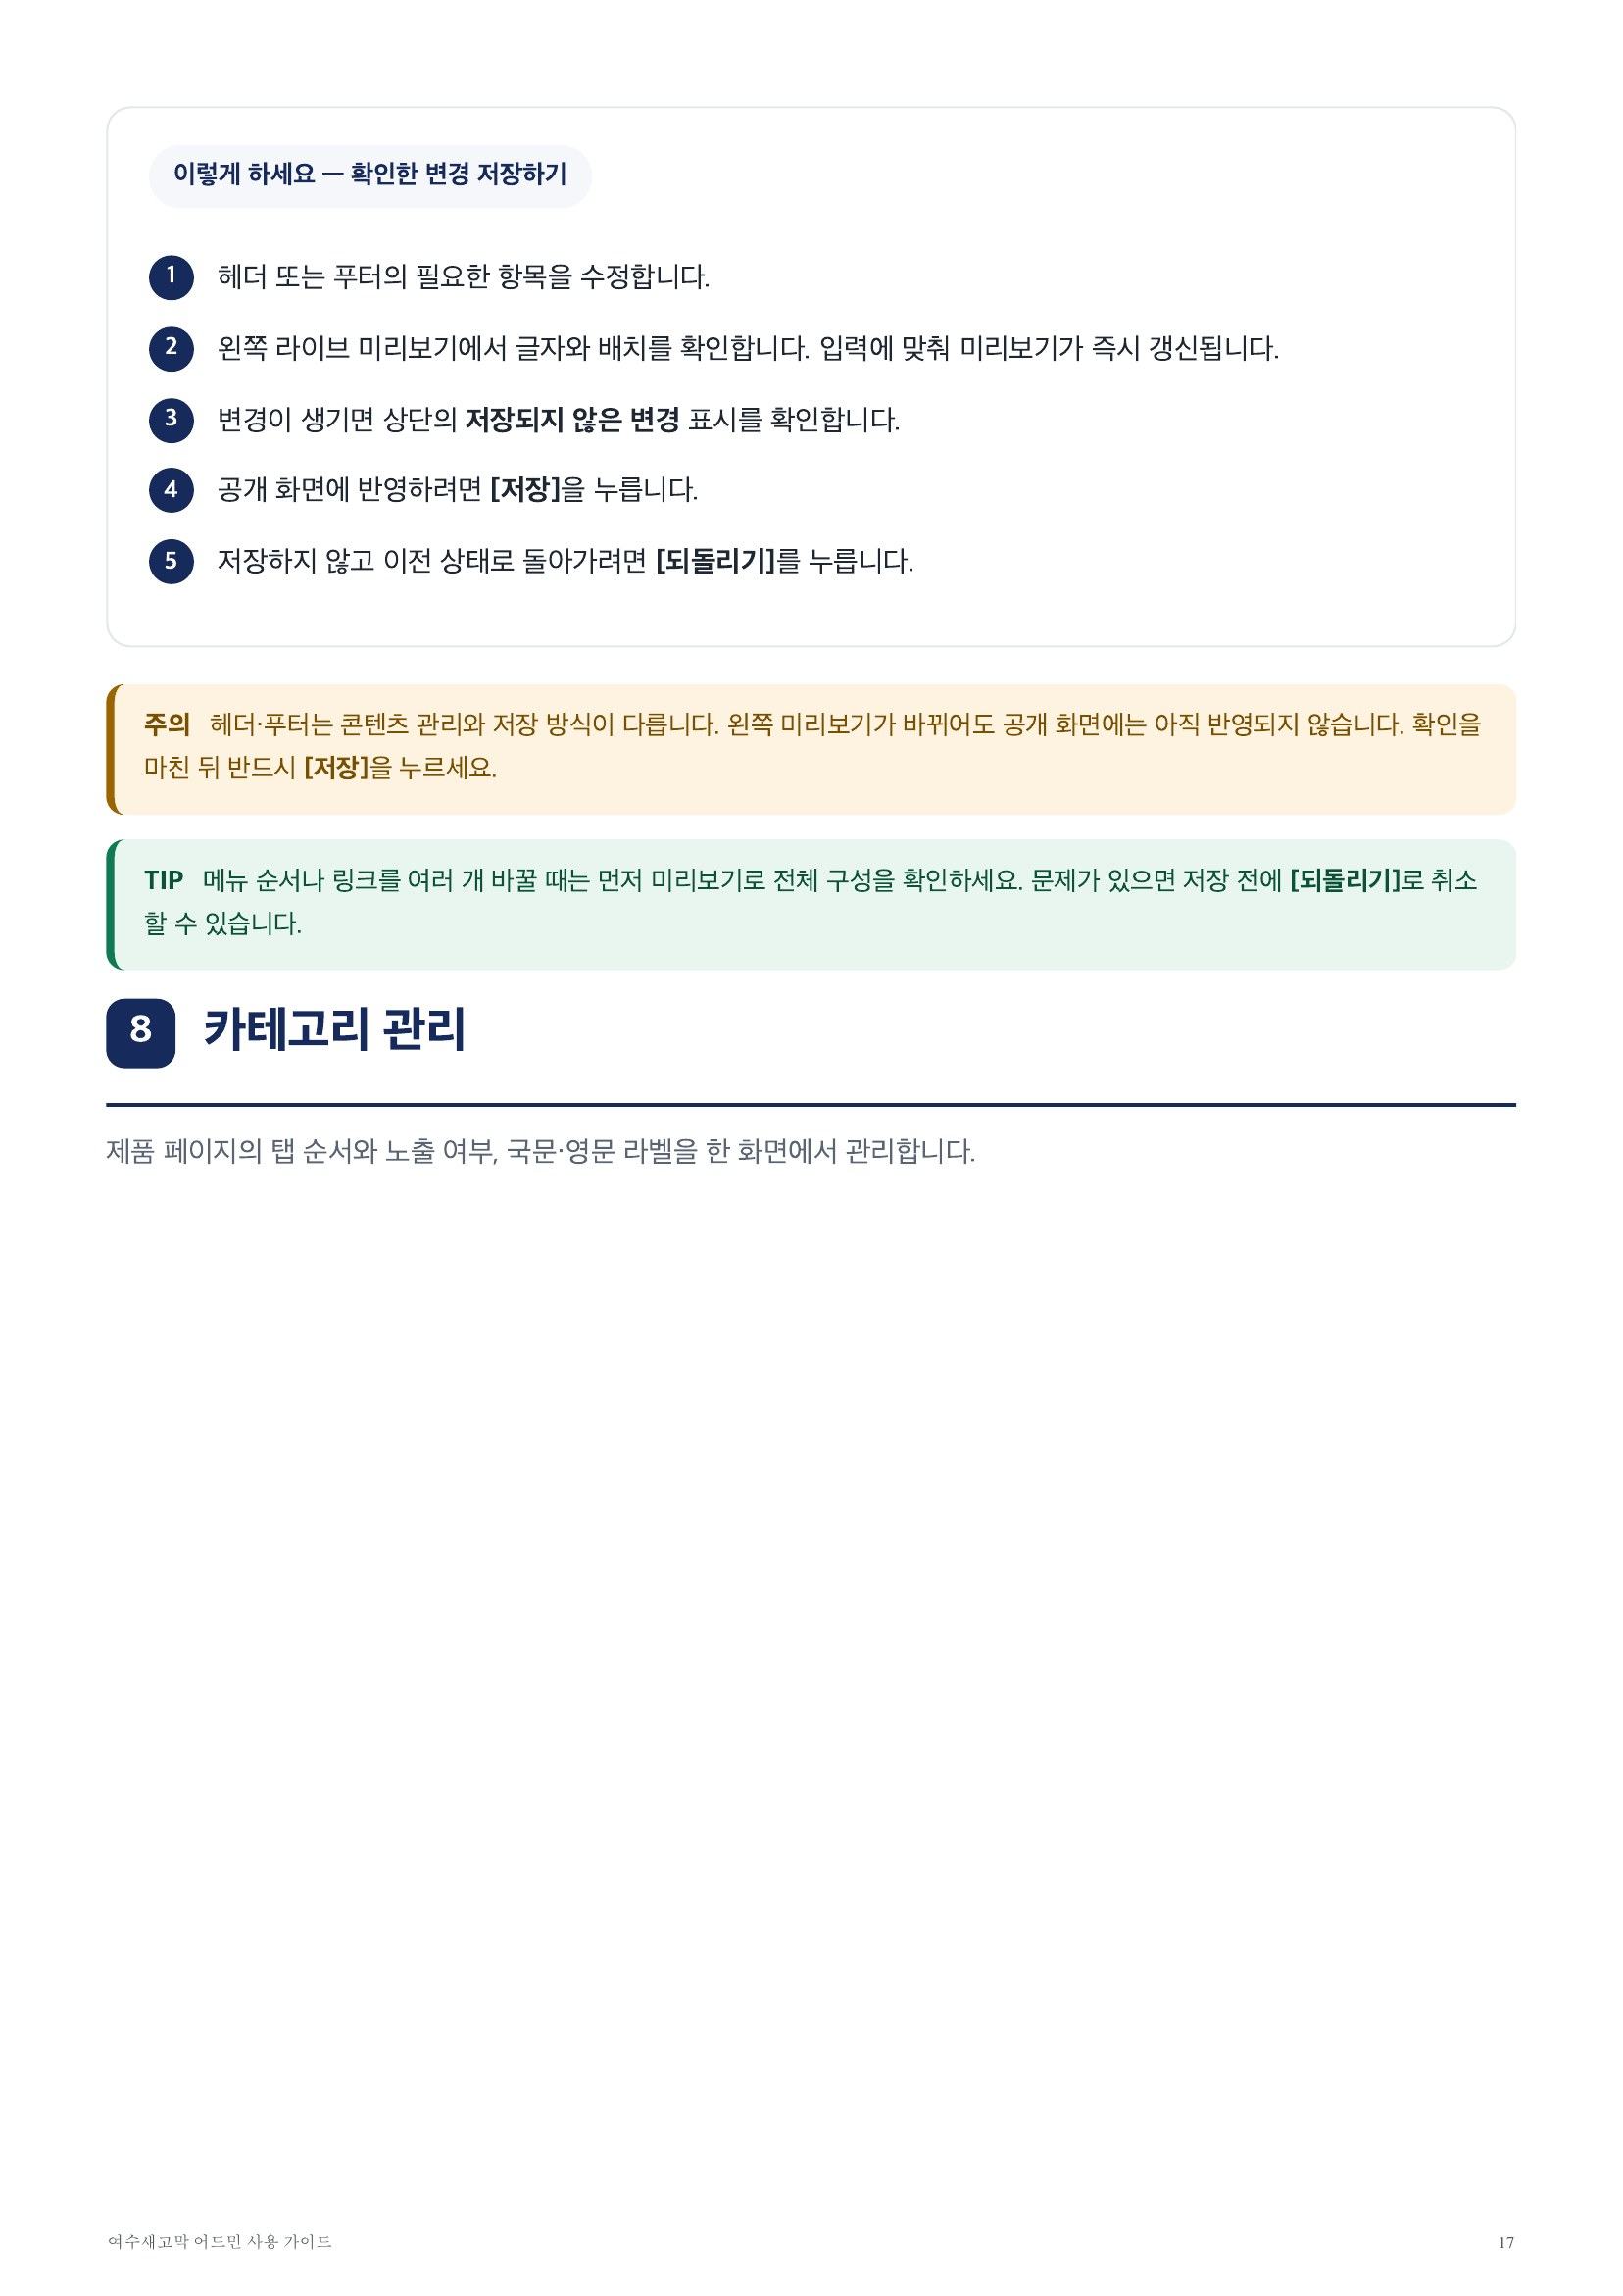 이렇게 하세요 — 확인한 변경 저장하기
1 헤더 또는 푸터의 필요한 항목을 수정합니다.
2 왼쪽 라이브 미리보기에서 글자와 배치를 확인합니다. 입력에 맞춰 미리보기가 즉시 갱신됩니다.
3 변경이 생기면 상단의 저장되지 않은 변경 표시를 확인합니다.
4 공개 화면에 반영하려면 [저장]을 누릅니다.
5 저장하지 않고 이전 상태로 돌아가려면 [되돌리기]를 누릅니다.
주의 헤더·푸터는 콘텐츠 관리와 저장 방식이 다릅니다. 왼쪽 미리보기가 바뀌어도 공개 화면에는 아직 반영되지 않습니다. 확인을
마친 뒤 반드시 [저장]을 누르세요.
TIP 메뉴 순서나 링크를 여러 개 바꿀 때는 먼저 미리보기로 전체 구성을 확인하세요. 문제가 있으면 저장 전에 [되돌리기]로 취소
할 수 있습니다.
8 카테고리 관리
제품 페이지의 탭 순서와 노출 여부, 국문·영문 라벨을 한 화면에서 관리합니다.
여수새고막 어드민 사용 가이드 17